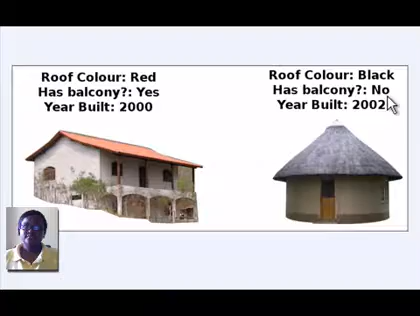 Roof Colour: Red
Has balcony?: Yes
Year Built: 2000
Roof Colour: Black
Has balcony?: No
Year Built: 2002